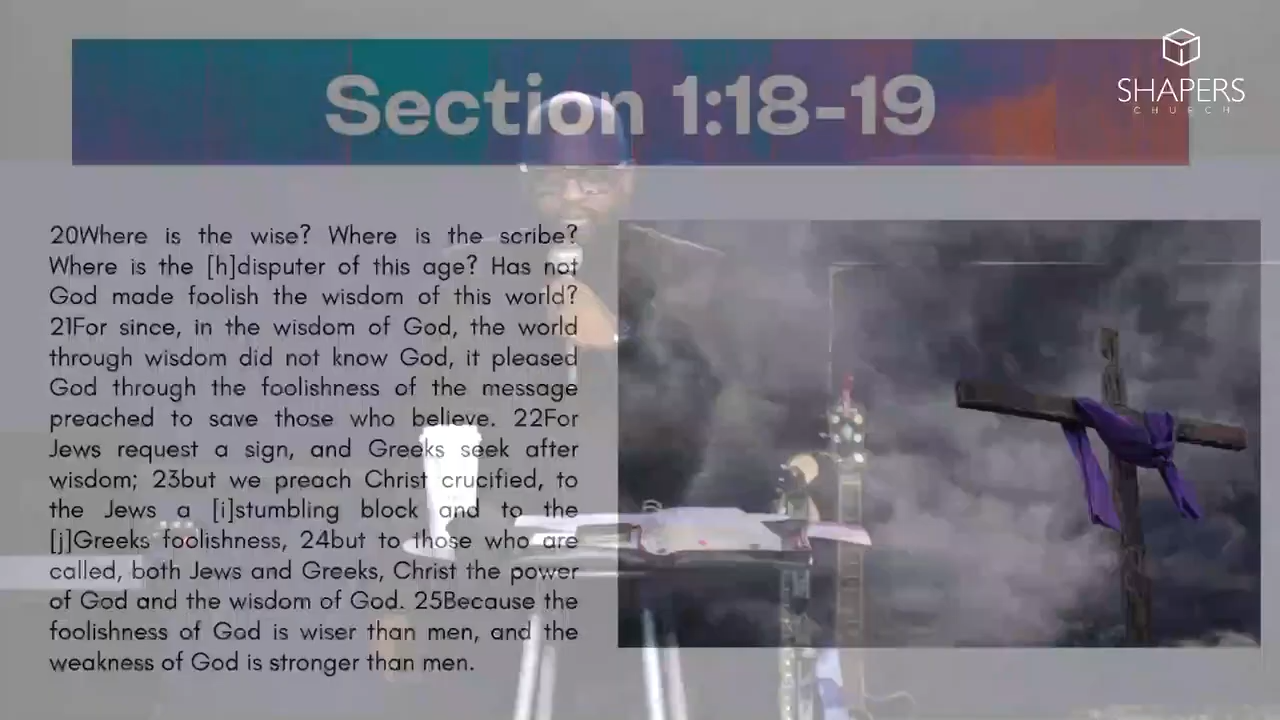 Section 1:18-19
SHAPERS
CHURCH
20Where is the wise? Where is the scribe?
Where is the [h]disputer of this age? Has not
God made foolish the wisdom of this world?
21For since, in the wisdom of God, the world
through wisdom did not know God, it pleased
God through the foolishness of the message
preached to save those who believe. 22For
Jews request a sign, and Greeks seek after
wisdom; 23but we preach Christ crucified, to
the Jews a [i]stumbling block and to the
[j]Greeks foolishness, 24but to those who are
called, both Jews and Greeks, Christ the power
of God and the wisdom of God. 25Because the
foolishness of God is wiser than men, and the
weakness of God is stronger than men.